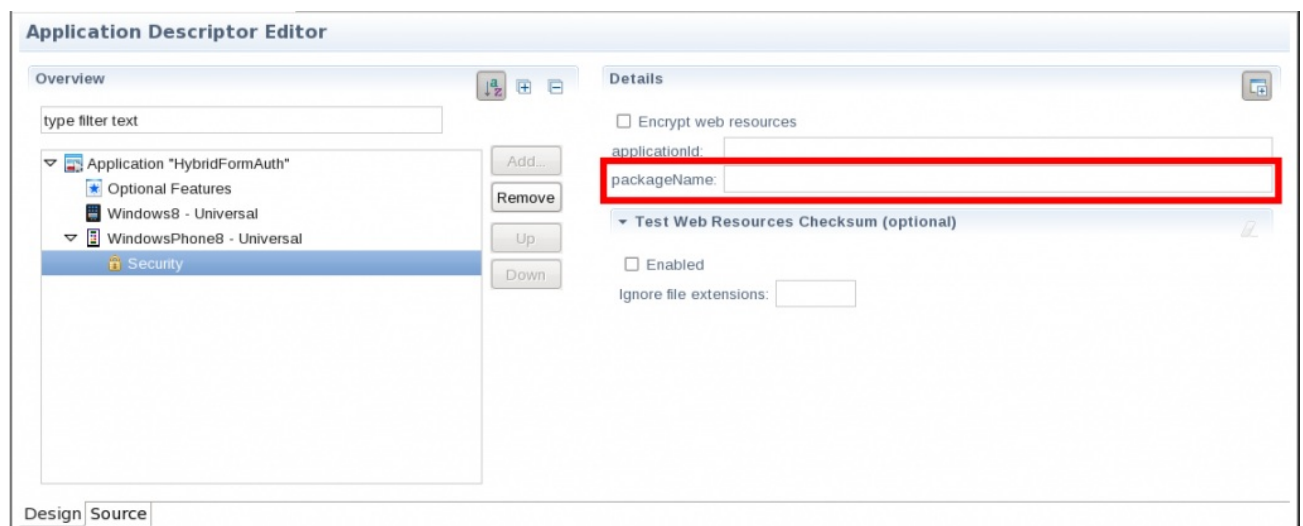 Application Descriptor Editor
Overview
type filter text
Application "HybridFormAuth"
Optional Features
Windows8 - Universal
WindowsPhone8 - Universal
Security
Add...
Remove
Up
Down
Details
Encrypt web resources
applicationId:
packageName:
Test Web Resources Checksum (optional)
Enabled
Ignore file extensions:
Design Source